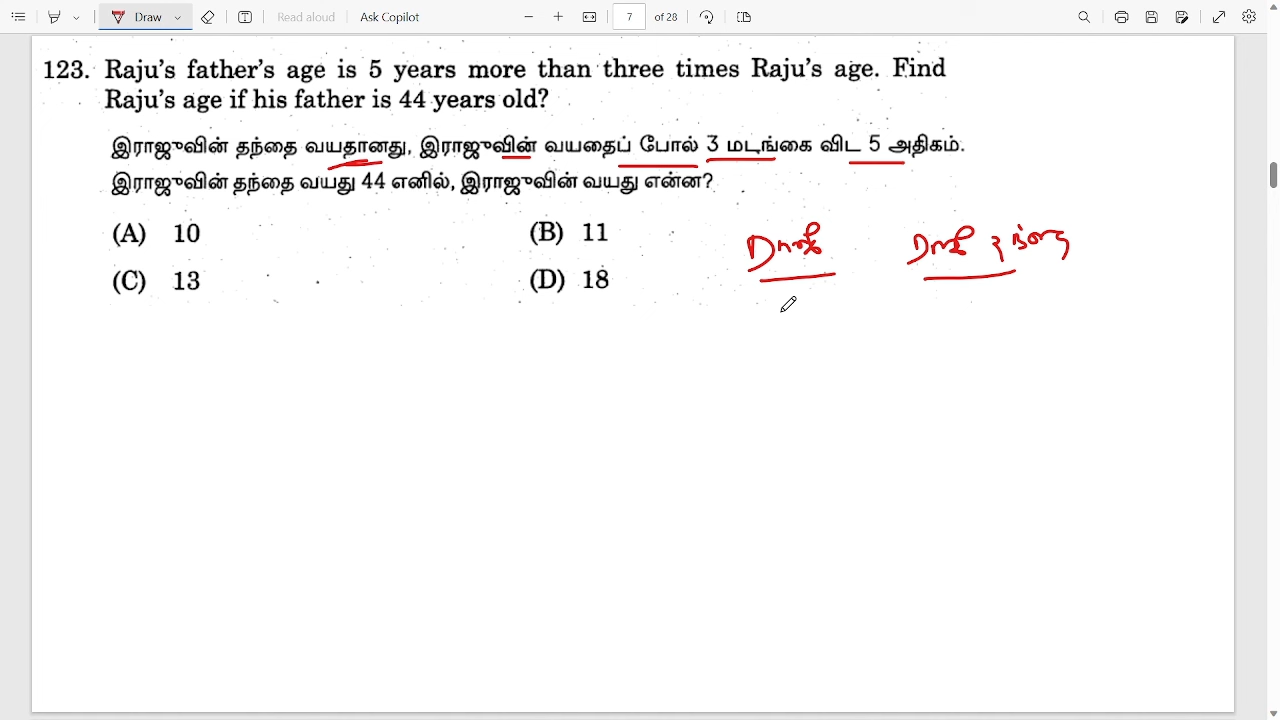 Draw Read aloud Ask Copilot 7 of 28
123. Raju's father's age is 5 years more than three times Raju's age. Find
Raju's age if his father is 44 years old?
இராஜுவின் தந்தை வயதானது, இராஜுவின் வயதைப் போல் 3 மடங்கை விட 5 அதிகம்.
இராஜுவின் தந்தை வயது 44 எனில், இராஜுவின் வயது என்ன?
(A) 10 (B) 11
ராஜீ ராஜீ தந்தை
(C) 13 (D) 18